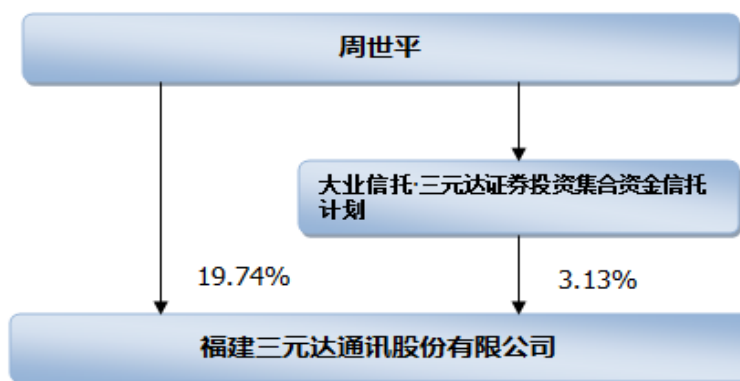 周世平
大业信托·三元达证券投资集合资金信托
计划
19.74%
3.13%
福建三元达通讯股份有限公司